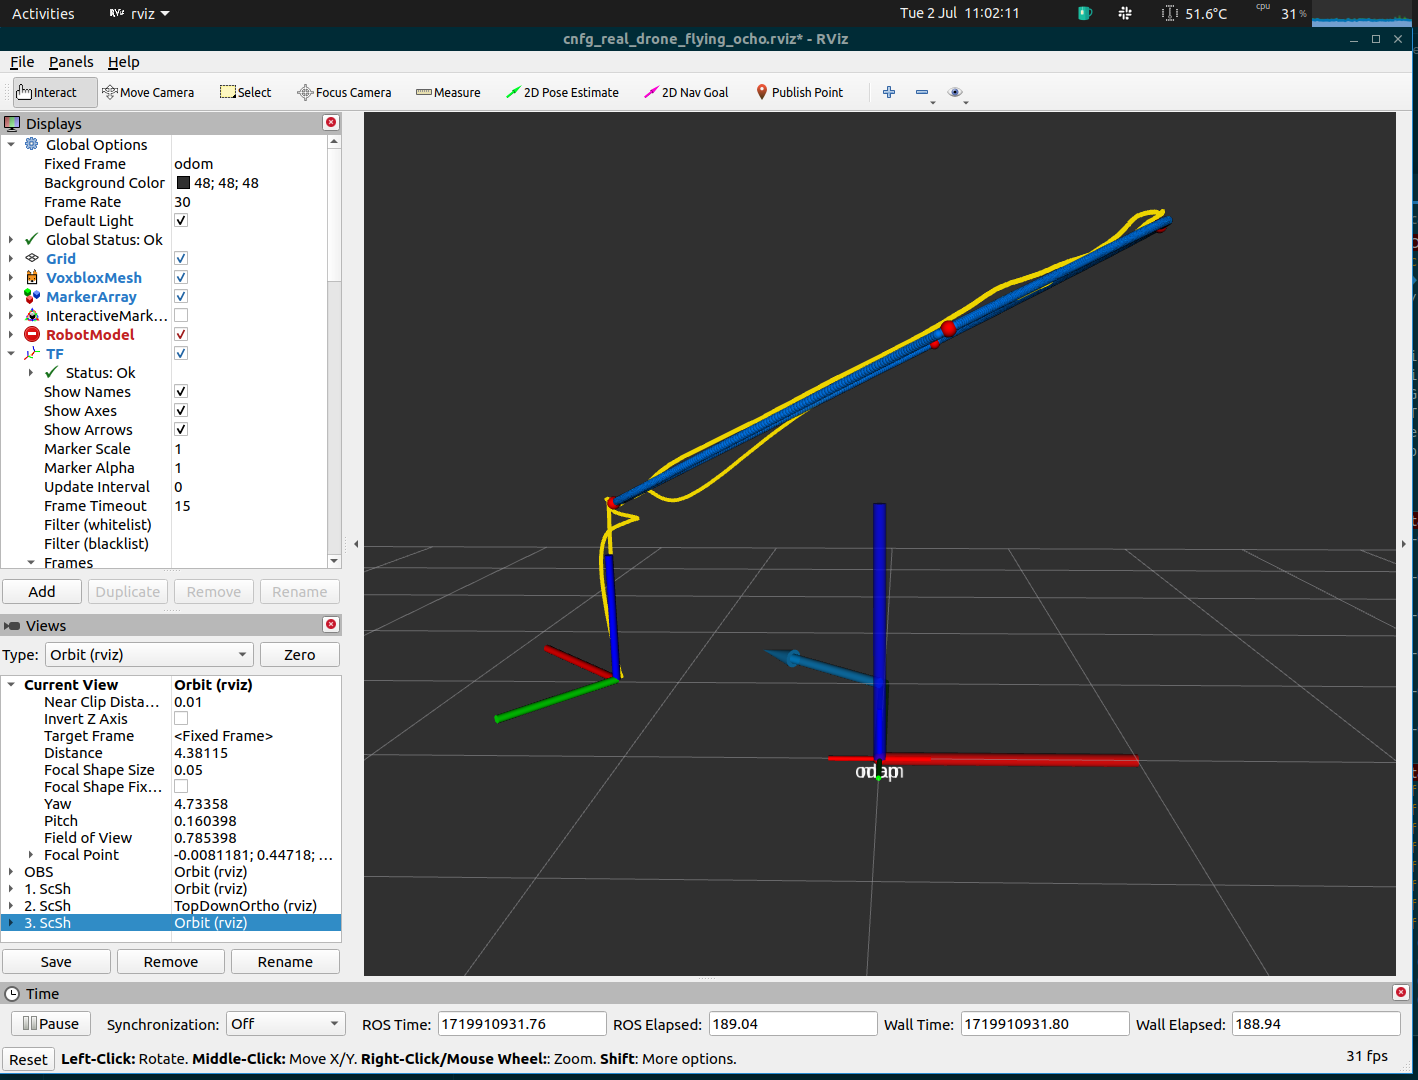 Activities rviz Tue 2 Jul 11:02:11 51.6°C cpu 31%
cnfg_real_drone_flying_ocho.rviz* - RViz
File Panels Help
Interact Move Camera Select Focus Camera Measure 2D Pose Estimate 2D Nav Goal Publish Point
Displays
Global Options
Fixed Frame odom
Background Color 48; 48; 48
Frame Rate 30
Default Light
Global Status: Ok
Grid
VoxbloxMesh
MarkerArray
InteractiveMark...
RobotModel
TF
Status: Ok
Show Names
Show Axes
Show Arrows
Marker Scale 1
Marker Alpha 1
Update Interval 0
Frame Timeout 15
Filter (whitelist)
Filter (blacklist)
Frames
Add Duplicate Remove Rename
Views
Type: Orbit (rviz) Zero
Current View Orbit (rviz)
Near Clip Dista... 0.01
Invert Z Axis
Target Frame <Fixed Frame>
Distance 4.38115
Focal Shape Size 0.05
Focal Shape Fix...
Yaw 4.73358
Pitch 0.160398
Field of View 0.785398
Focal Point -0.0081181; 0.44718; ...
OBS Orbit (rviz)
1. ScSh Orbit (rviz)
2. ScSh TopDownOrtho (rviz)
3. ScSh Orbit (rviz)
Save Remove Rename
Time
Pause Synchronization: Off ROS Time: 1719910931.76 ROS Elapsed: 189.04 Wall Time: 1719910931.80 Wall Elapsed: 188.94
Reset Left-Click: Rotate. Middle-Click: Move X/Y. Right-Click/Mouse Wheel:: Zoom. Shift: More options. 31 fps